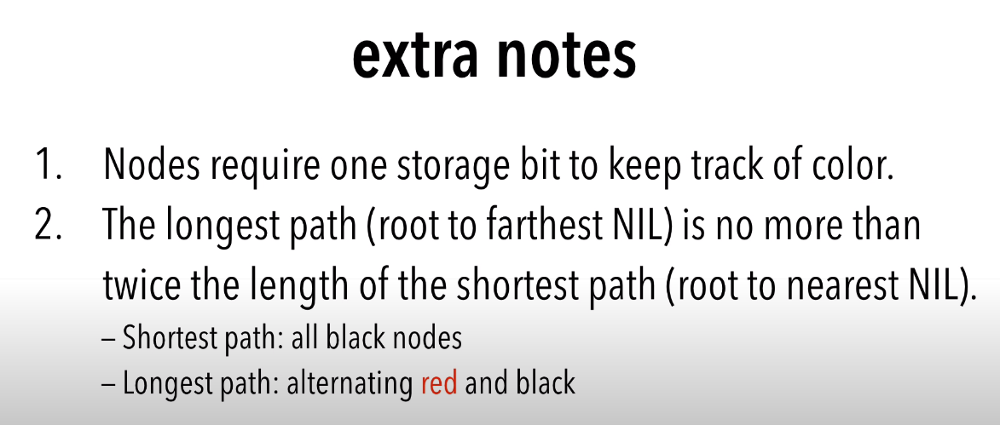 extra notes
1. Nodes require one storage bit to keep track of color.
2. The longest path (root to farthest NIL) is no more than
twice the length of the shortest path (root to nearest NIL).
– Shortest path: all black nodes
– Longest path: alternating red and black